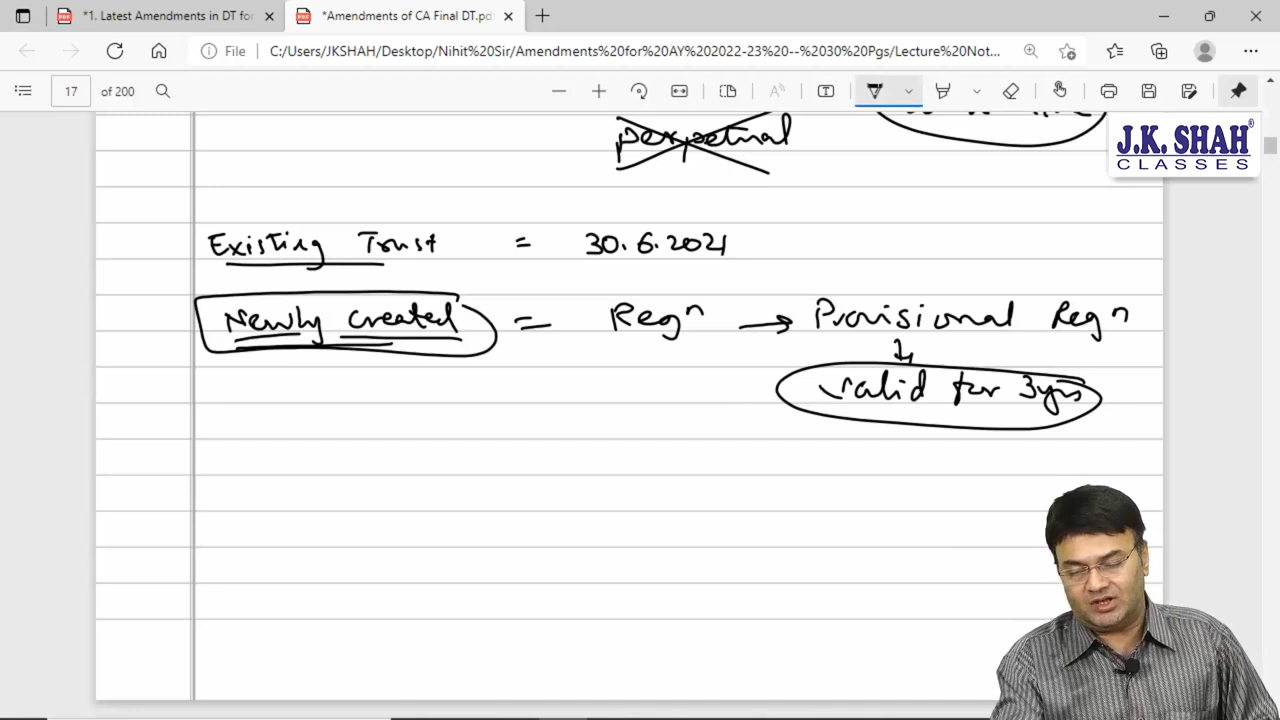 *1. Latest Amendments in DT for
*Amendments of CA Final DT.pdf
File C:/Users/JKSHAH/Desktop/Nihit%20Sir/Amendments%20for%20AY%202022-23%20--%2030%20Pgs/Lecture%20Not...
17 of 200
perpetual
J.K. SHAH®
CLASSES
Existing Trust = 30.6.2021
Newly created = Regn → Provisional Regn
valid for 3yrs